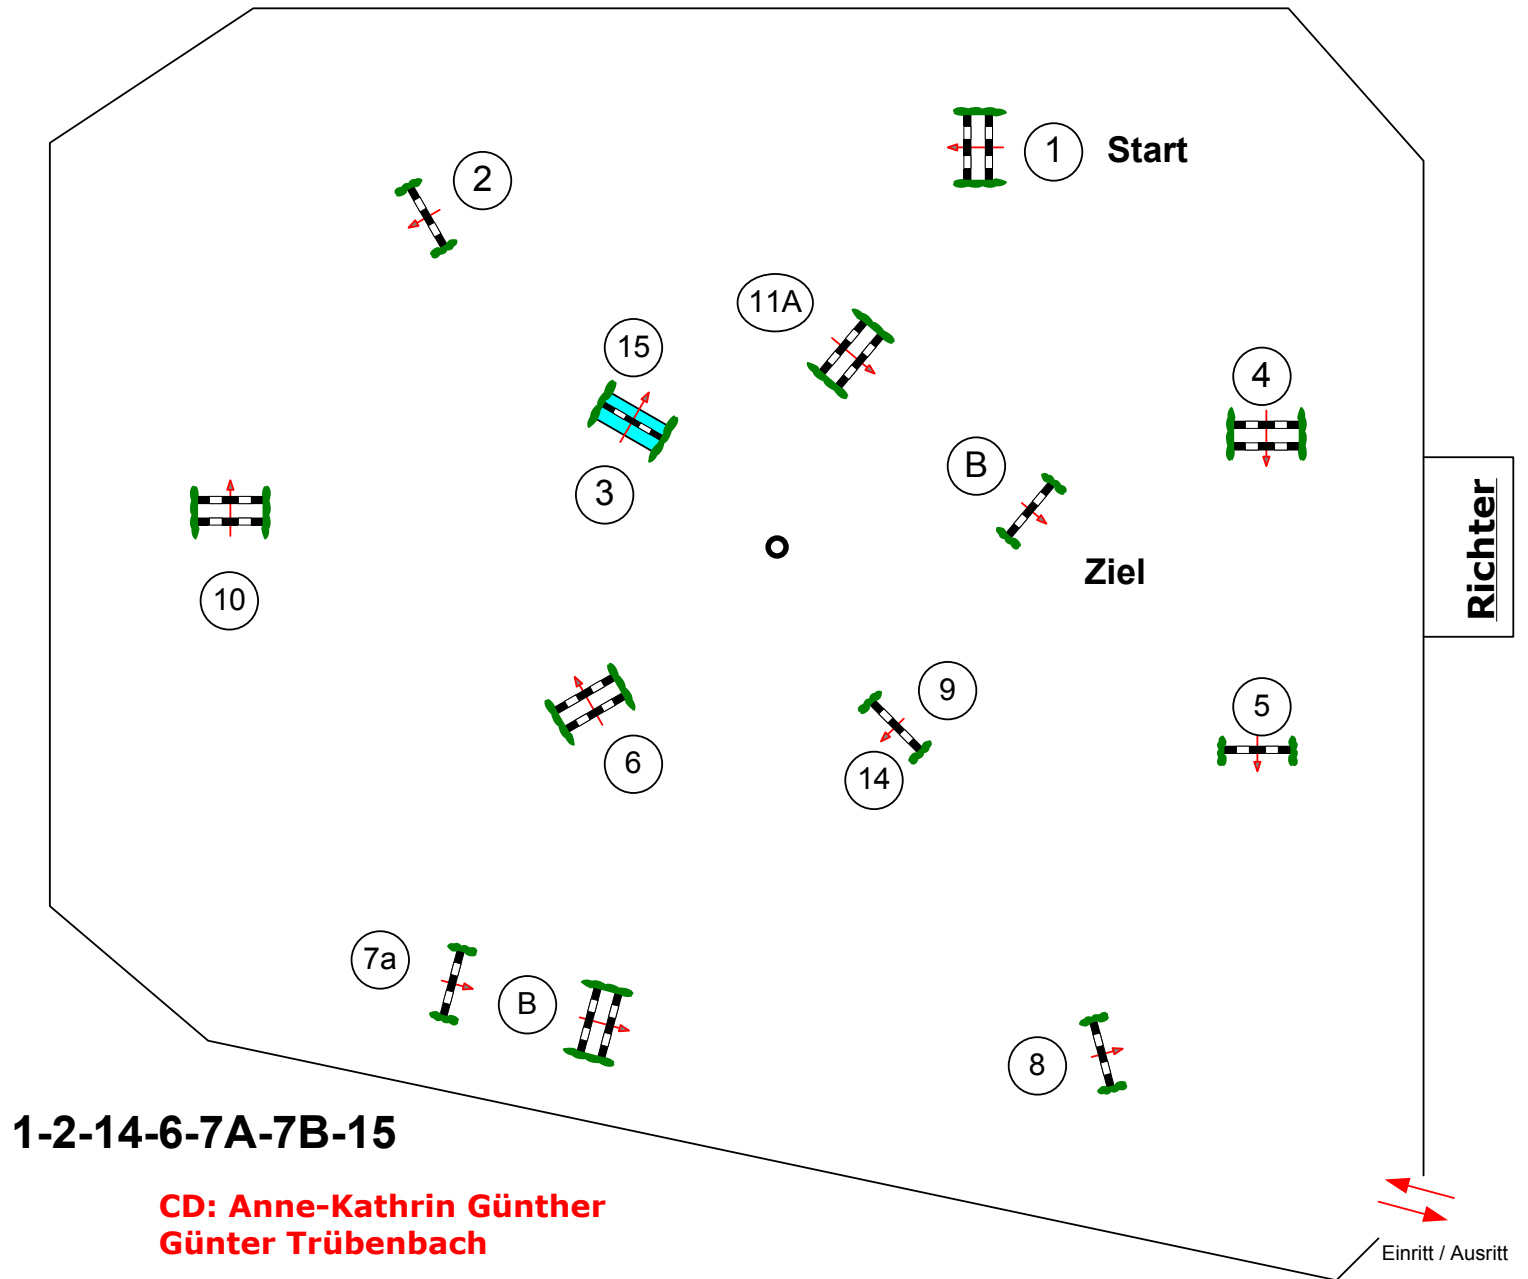 1
Start
2
11A
15
4
B
3
Richter
Ziel
10
9
5
6
14
7a
B
8
1-2-14-6-7A-7B-15
CD: Anne-Kathrin Günther
Günter Trübenbach
Einritt / Ausritt